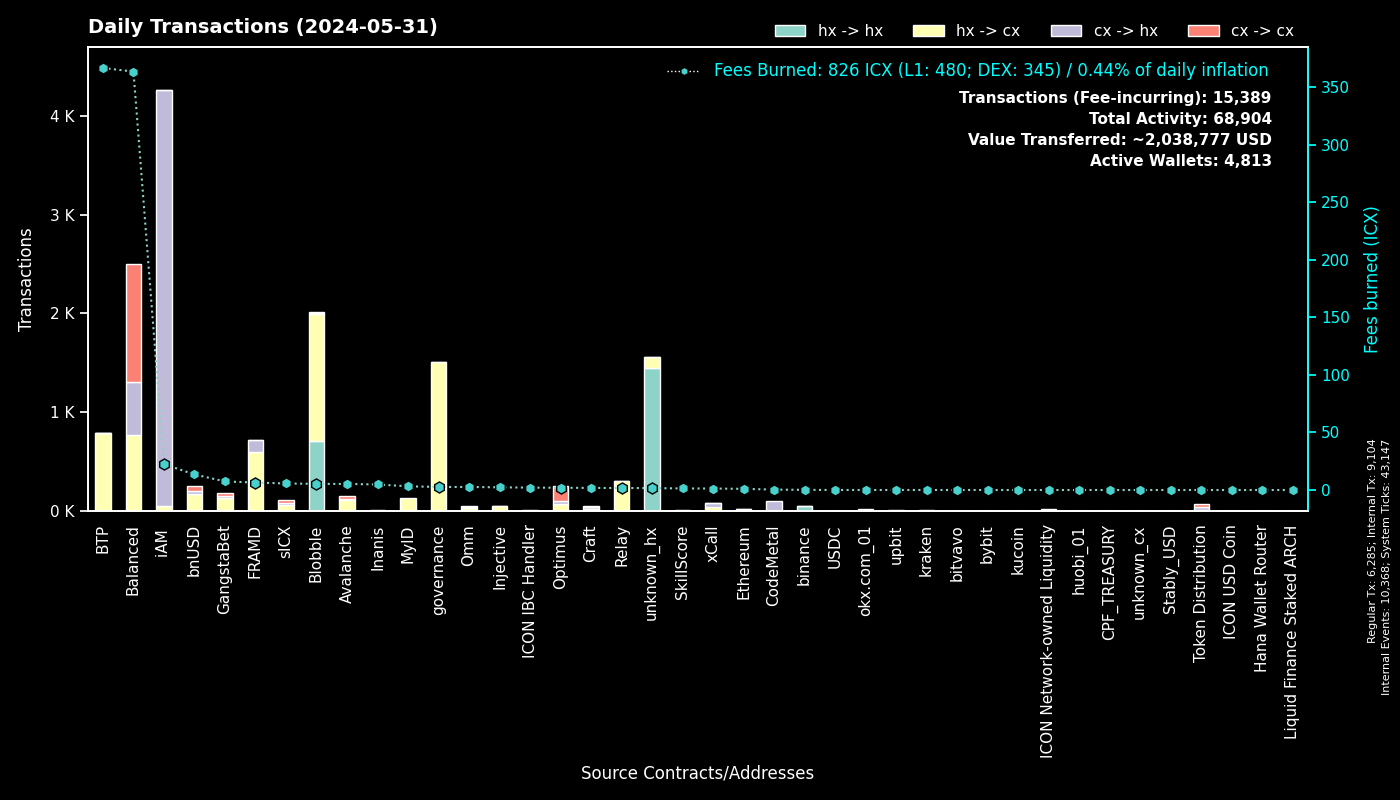 Daily Transactions (2024-05-31)
hx -> hx
hx -> cx
cx -> hx
cx -> cx
Fees Burned: 826 ICX (L1: 480; DEX: 345) / 0.44% of daily inflation
Transactions (Fee-incurring): 15,389
Total Activity: 68,904
Value Transferred: ~2,038,777 USD
Active Wallets: 4,813
Transactions
4 K
3 K
2 K
1 K
0 K
350
300
250
200
150
100
50
0
Fees burned (ICX)
BTP
Balanced
iAM
bnUSD
GangstaBet
FRAMD
sICX
Blobble
Avalanche
Inanis
MyID
governance
Omm
Injective
ICON IBC Handler
Optimus
Craft
Relay
unknown_hx
SkillScore
xCall
Ethereum
CodeMetal
binance
USDC
okx.com_01
upbit
kraken
bitvavo
bybit
kucoin
ICON Network-owned Liquidity
huobi_01
CPF_TREASURY
unknown_cx
Stably_USD
Token Distribution
ICON USD Coin
Hana Wallet Router
Liquid Finance Staked ARCH
Source Contracts/Addresses
Regular Tx: 6,285; Internal Tx: 9,104
Internal Events: 10,368; System Ticks: 43,147